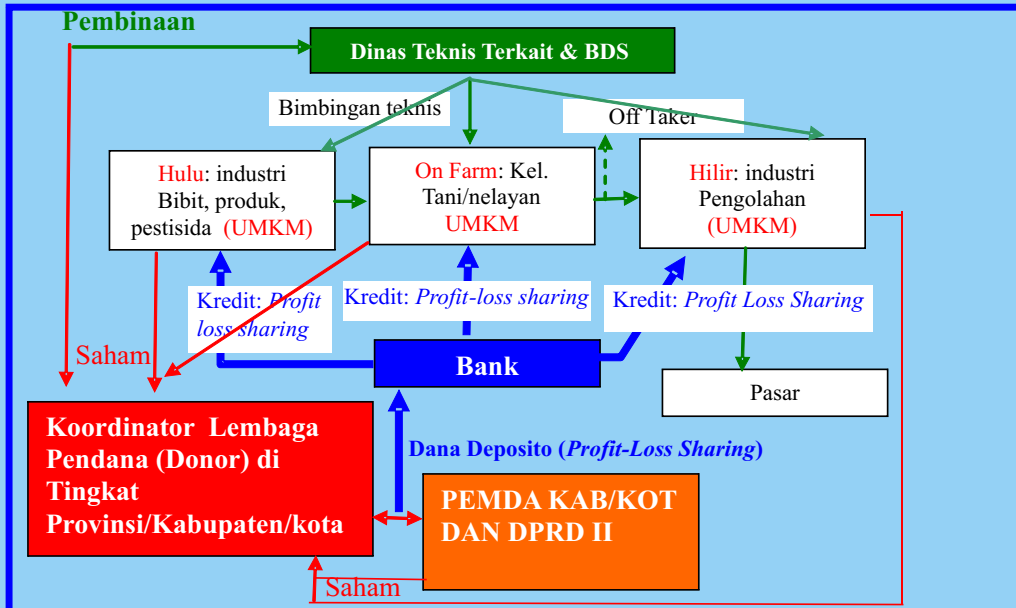 Pembinaan
Dinas Teknis Terkait & BDS
Bimbingan teknis
Off Taker
Hulu: industri
Bibit, produk,
pestisida (UMKM)
On Farm: Kel.
Tani/nelayan
UMKM
Hilir: industri
Pengolahan
(UMKM)
Kredit: Profit
loss sharing
Kredit: Profit-loss sharing
Kredit: Profit Loss Sharing
Saham
Bank
Pasar
Koordinator Lembaga
Pendana (Donor) di
Tingkat
Provinsi/Kabupaten/kota
Dana Deposito (Profit-Loss Sharing)
PEMDA KAB/KOT
DAN DPRD II
Saham